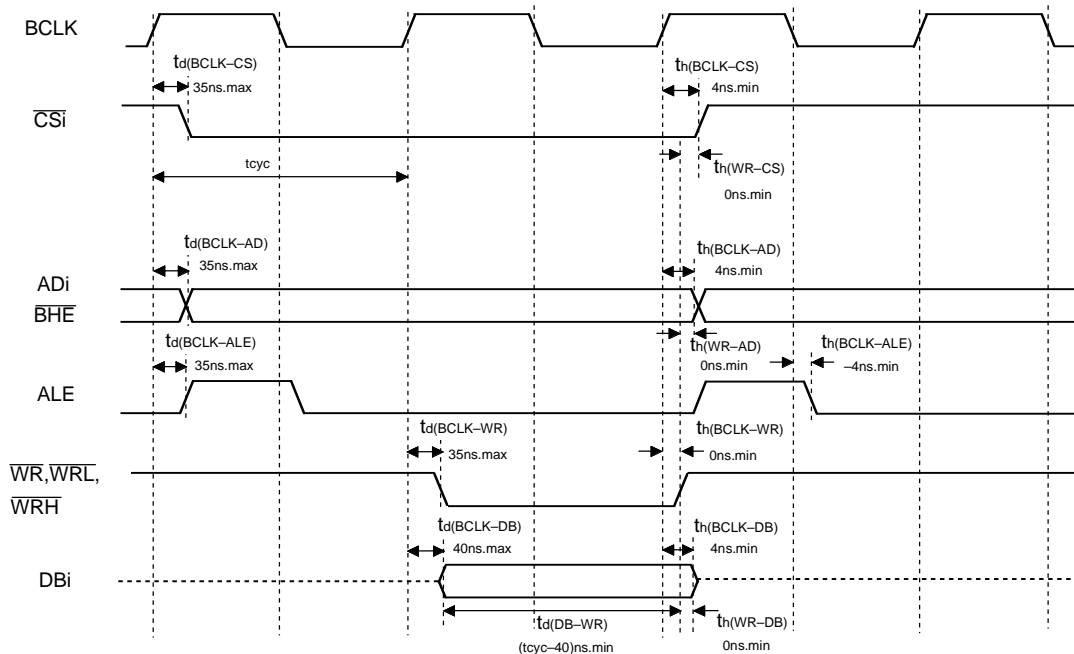 BCLK
td(BCLK–CS)
35ns.max
th(BCLK–CS)
4ns.min
CSi
th(WR–CS)
0ns.min
tcyc
td(BCLK–AD)
35ns.max
th(BCLK–AD)
4ns.min
ADi
BHE
td(BCLK–ALE)
35ns.max
th(WR–AD)
0ns.min
th(BCLK–ALE)
–4ns.min
ALE
td(BCLK–WR)
35ns.max
th(BCLK–WR)
0ns.min
WR,WRL,
WRH
td(BCLK–DB)
40ns.max
th(BCLK–DB)
4ns.min
DBi
td(DB–WR)
(tcyc–40)ns.min
th(WR–DB)
0ns.min